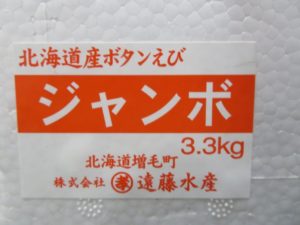 北海道産ボタンえび
ジャンボ
3.3kg
北海道増毛町
株式会社 遠藤水産